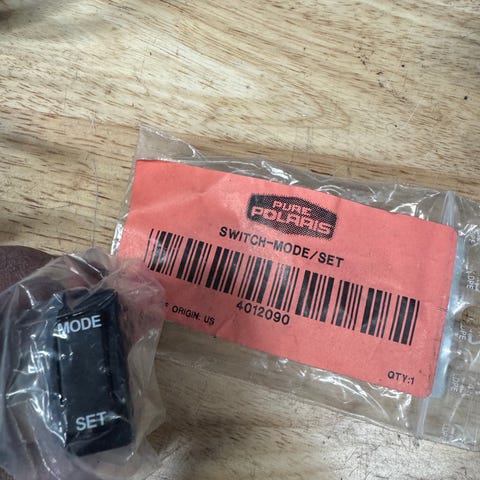 PURE
POLARIS
SWITCH-MODE/SET
4012090
ORIGIN: US
QTY:1
MODE
SET